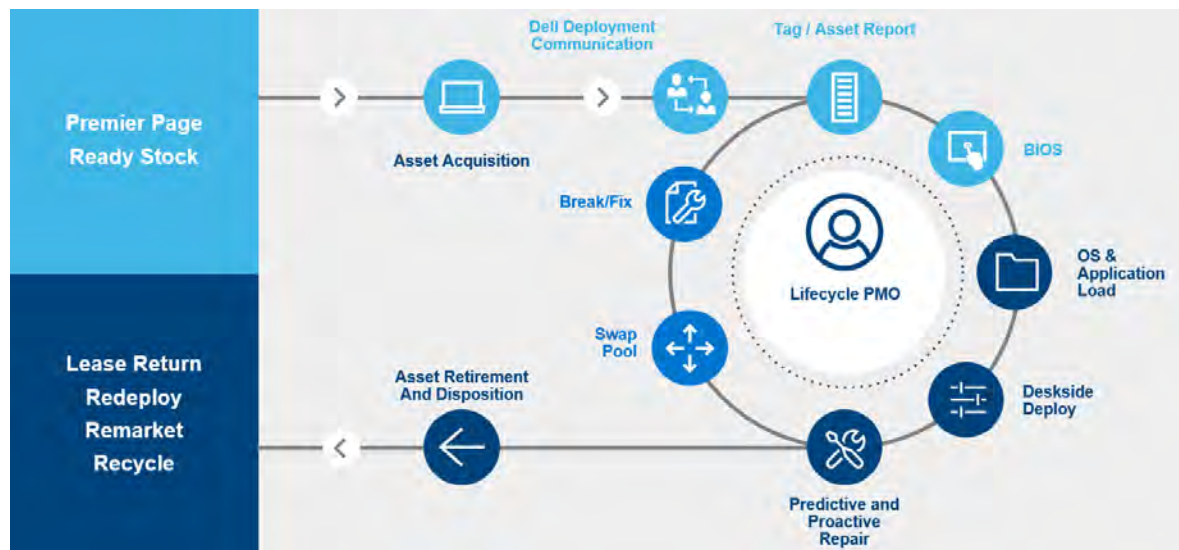 Premier Page
Ready Stock
Lease Return
Redeploy
Remarket
Recycle
Asset Acquisition
Dell Deployment
Communication
Tag / Asset Report
BIOS
OS &
Application
Load
Deskside
Deploy
Predictive and
Proactive
Repair
Swap
Pool
Break/Fix
Lifecycle PMO
Asset Retirement
And Disposition